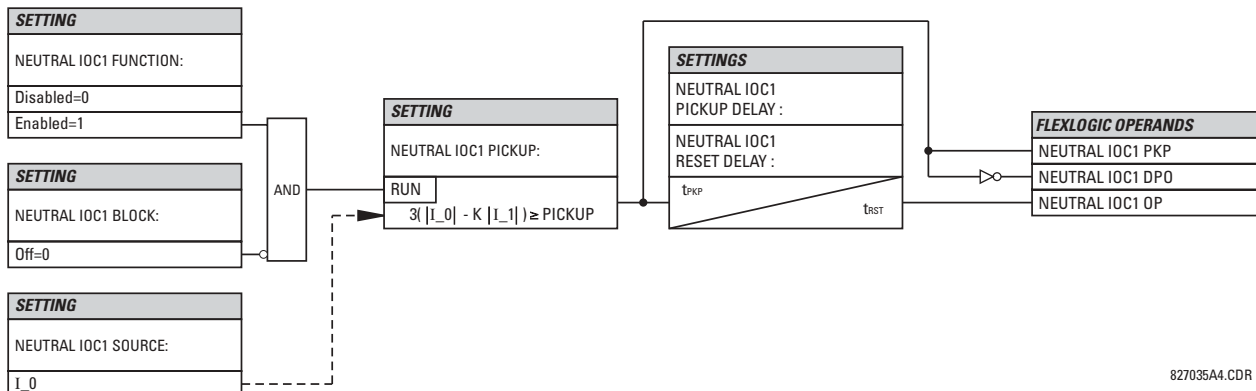 SETTING
NEUTRAL IOC1 FUNCTION:
Disabled=0
Enabled=1
SETTING
NEUTRAL IOC1 BLOCK:
Off=0
SETTING
NEUTRAL IOC1 SOURCE:
I_0
AND
SETTING
NEUTRAL IOC1 PICKUP:
RUN
3( |I_0| - K |I_1| ) ≥ PICKUP
SETTINGS
NEUTRAL IOC1
PICKUP DELAY :
NEUTRAL IOC1
RESET DELAY :
tPKP
tRST
FLEXLOGIC OPERANDS
NEUTRAL IOC1 PKP
NEUTRAL IOC1 DPO
NEUTRAL IOC1 OP
827035A4.CDR